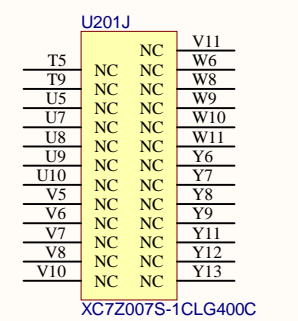 U201J
NC V11
T5 NC NC W6
T9 NC NC W8
U5 NC NC W9
U7 NC NC W10
U8 NC NC W11
U9 NC NC Y6
U10 NC NC Y7
V5 NC NC Y8
V6 NC NC Y9
V7 NC NC Y11
V8 NC NC Y12
V10 NC NC Y13
XC7Z007S-1CLG400C